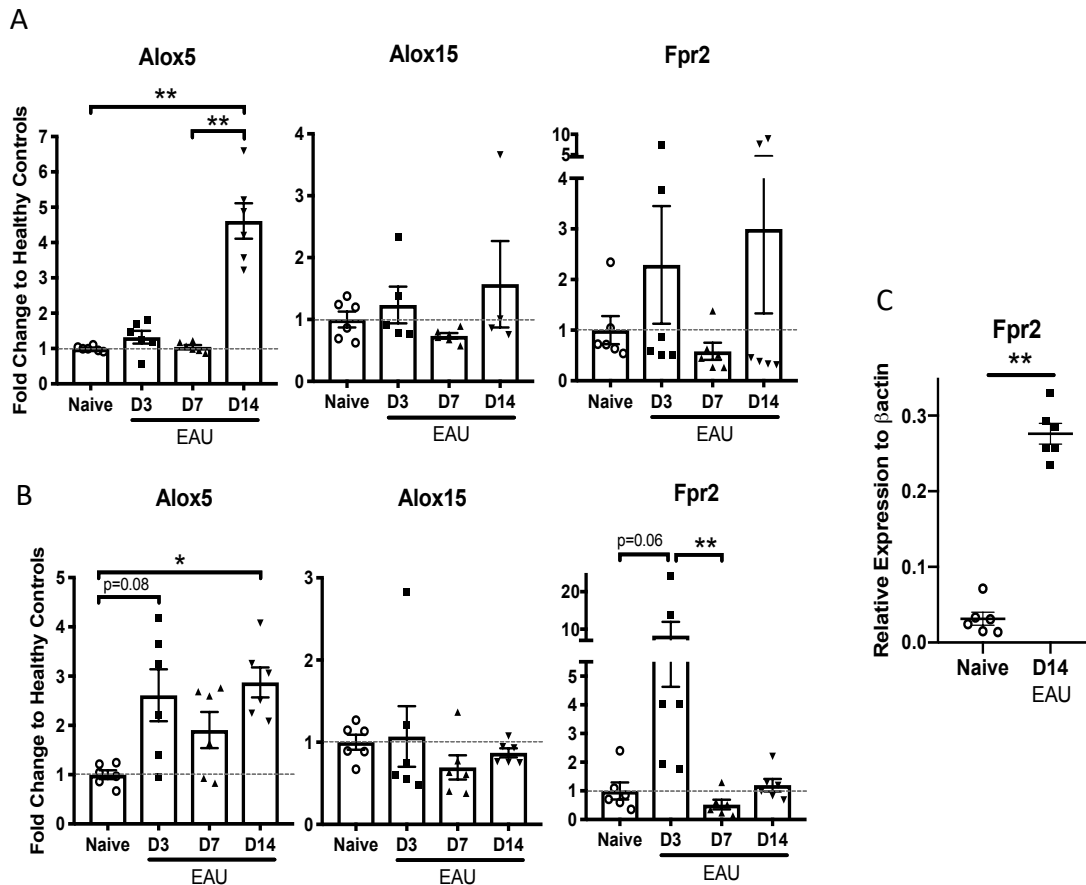 A
Alox5
Alox15
Fpr2
**
**
Fold Change to Healthy Controls
7
6
5
4
3
2
1
0
Naive D3 D7 D14
EAU
4
3
2
1
0
Naive D3 D7 D14
EAU
10
5
4
3
2
1
0
Naive D3 D7 D14
EAU
C
Fpr2
**
Relative Expression to βactin
0.3
0.3
0.2
0.1
0.0
Naive D14
EAU
B
Alox5
Alox15
Fpr2
p=0.08
*
Fold Change to Healthy Controls
5
4
3
2
1
0
Naive D3 D7 D14
EAU
3
2
1
0
Naive D3 D7 D14
EAU
p=0.06
**
20
10
5
4
3
2
1
0
Naive D3 D7 D14
EAU